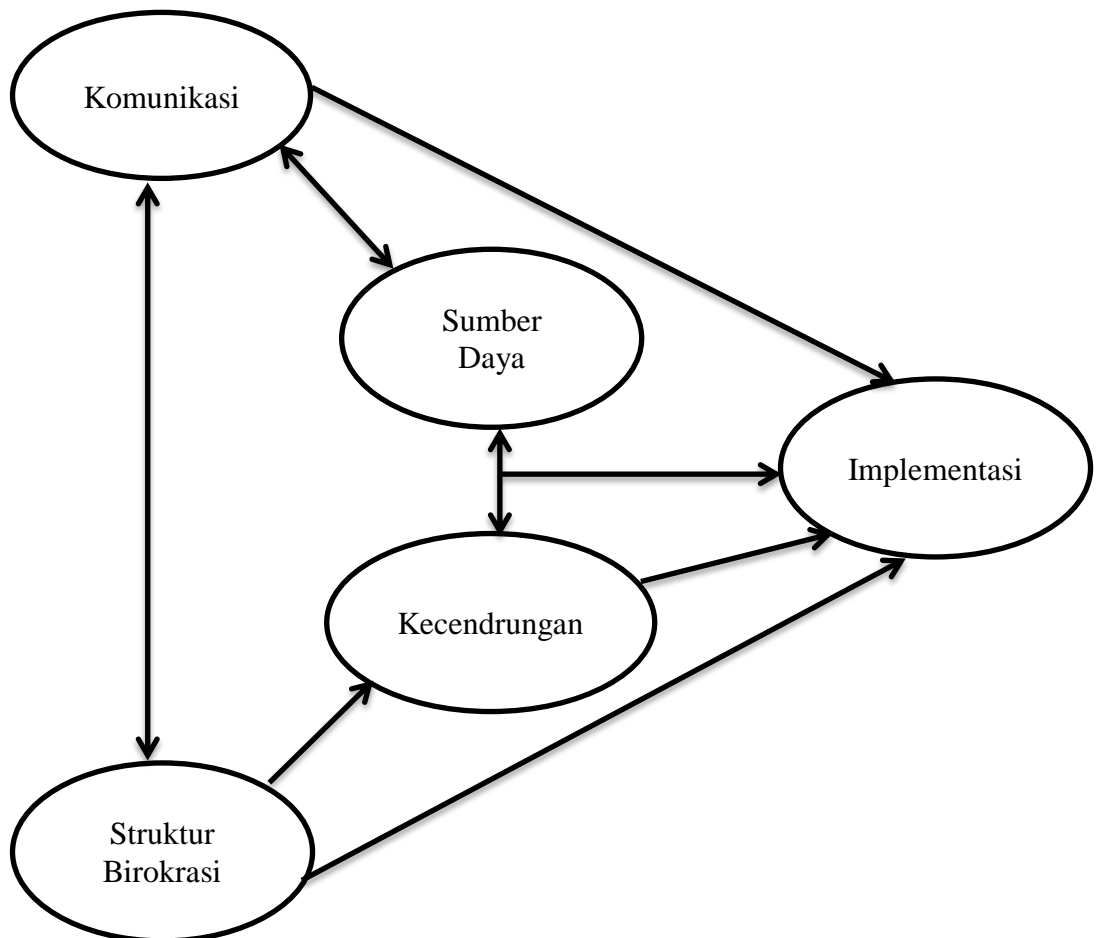 Komunikasi
Sumber
Daya
Implementasi
Kecendrungan
Struktur
Birokrasi